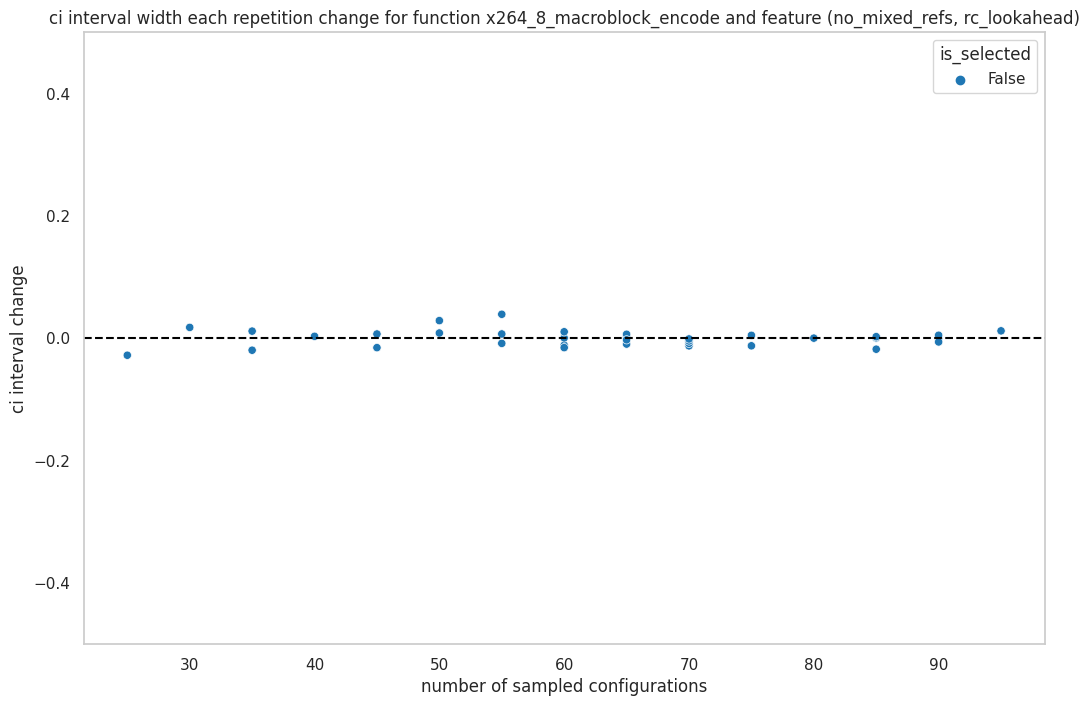 ci interval width each repetition change for function x264_8_macroblock_encode and feature (no_mixed_refs, rc_lookahead)
is_selected
False
ci interval change
0.4
0.2
0.0
−0.2
−0.4
30 40 50 60 70 80 90
number of sampled configurations